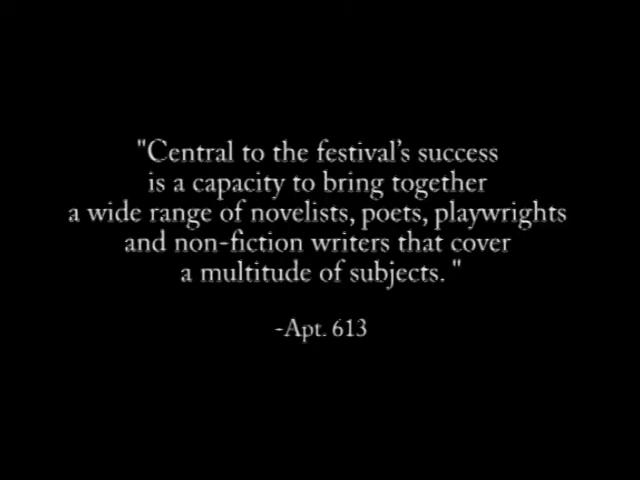 "Central to the festival’s success
is a capacity to bring together
a wide range of novelists, poets, playwrights
and non-fiction writers that cover
a multitude of subjects. "
-Apt. 613